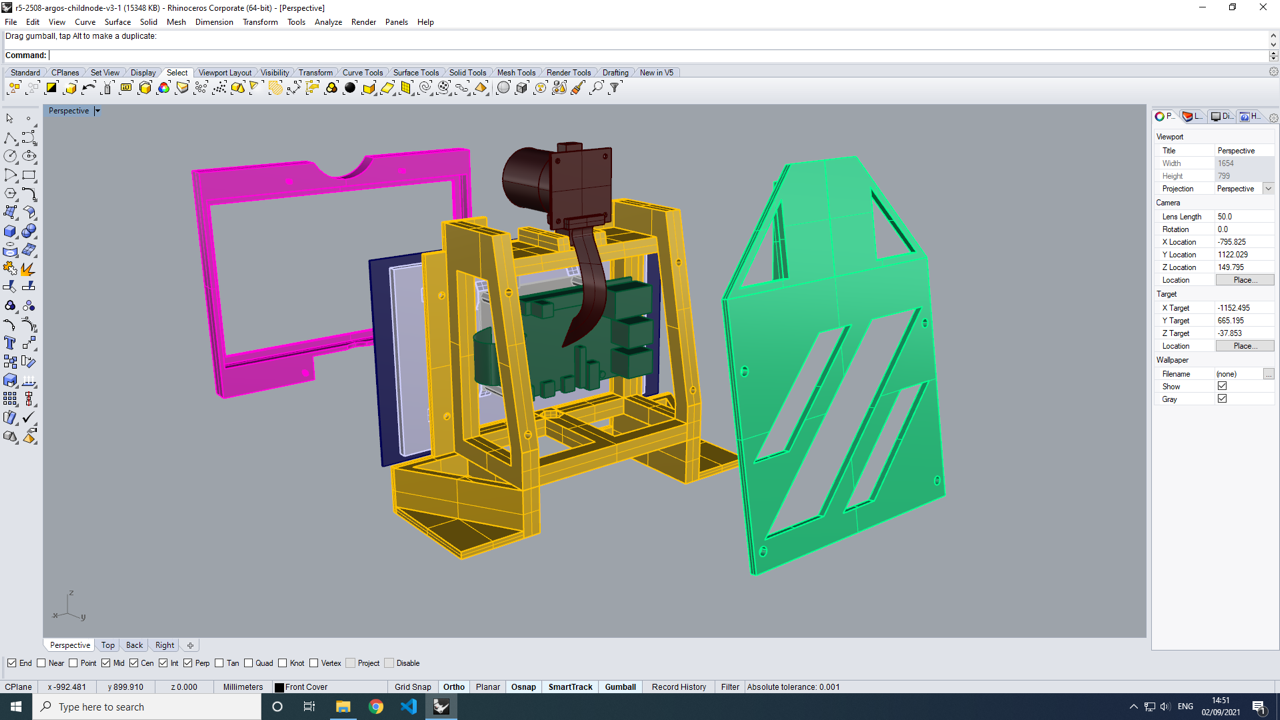 r5-2508-argos-childnode-v3-1 (15348 KB) - Rhinoceros Corporate (64-bit) - [Perspective]
File Edit View Curve Surface Solid Mesh Dimension Transform Tools Analyze Render Panels Help
Drag gumball, tap Alt to make a duplicate:
Command:
Standard CPlanes Set View Display Select Viewport Layout Visibility Transform Curve Tools Surface Tools Solid Tools Mesh Tools Render Tools Drafting New in V5
Perspective
P... L... Di... H...
Viewport
Title Perspective
Width 1654
Height 799
Projection Perspective
Camera
Lens Length 50.0
Rotation 0.0
X Location -795.825
Y Location 1122.029
Z Location 149.795
Location Place...
Target
X Target -1152.495
Y Target 665.195
Z Target -37.853
Location Place...
Wallpaper
Filename (none) ...
Show
Gray
z
x y
Perspective Top Back Right
End Near Point Mid Cen Int Perp Tan Quad Knot Vertex Project Disable
CPlane x -992.481 y 899.910 z 0.000 Millimeters Front Cover Grid Snap Ortho Planar Osnap SmartTrack Gumball Record History Filter Absolute tolerance: 0.001
Type here to search
ENG
14:51
02/09/2021
1